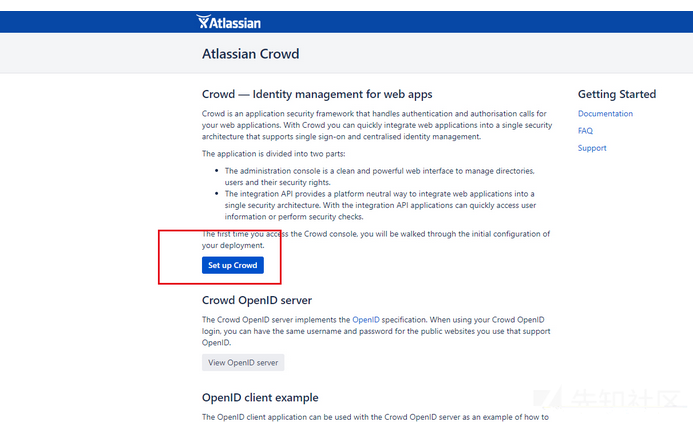 Atlassian
Atlassian Crowd
Crowd — Identity management for web apps
Crowd is an application security framework that handles authentication and authorisation calls for
your web applications. With Crowd you can quickly integrate web applications into a single security
architecture that supports single sign-on and centralised identity management.
The application is divided into two parts:
• The administration console is a clean and powerful web interface to manage directories,
users and their security rights.
• The integration API provides a platform neutral way to integrate web applications into a
single security architecture. With the integration API applications can quickly access user
information or perform security checks.
The first time you access the Crowd console, you will be walked through the initial configuration of
your deployment.
Set up Crowd
Crowd OpenID server
The Crowd OpenID server implements the OpenID specification. When using your Crowd OpenID
login, you can have the same username and password for the public websites you use that support
OpenID.
View OpenID server
OpenID client example
The OpenID client application can be used with the Crowd OpenID server as an example of how to
Getting Started
Documentation
FAQ
Support
先知社区